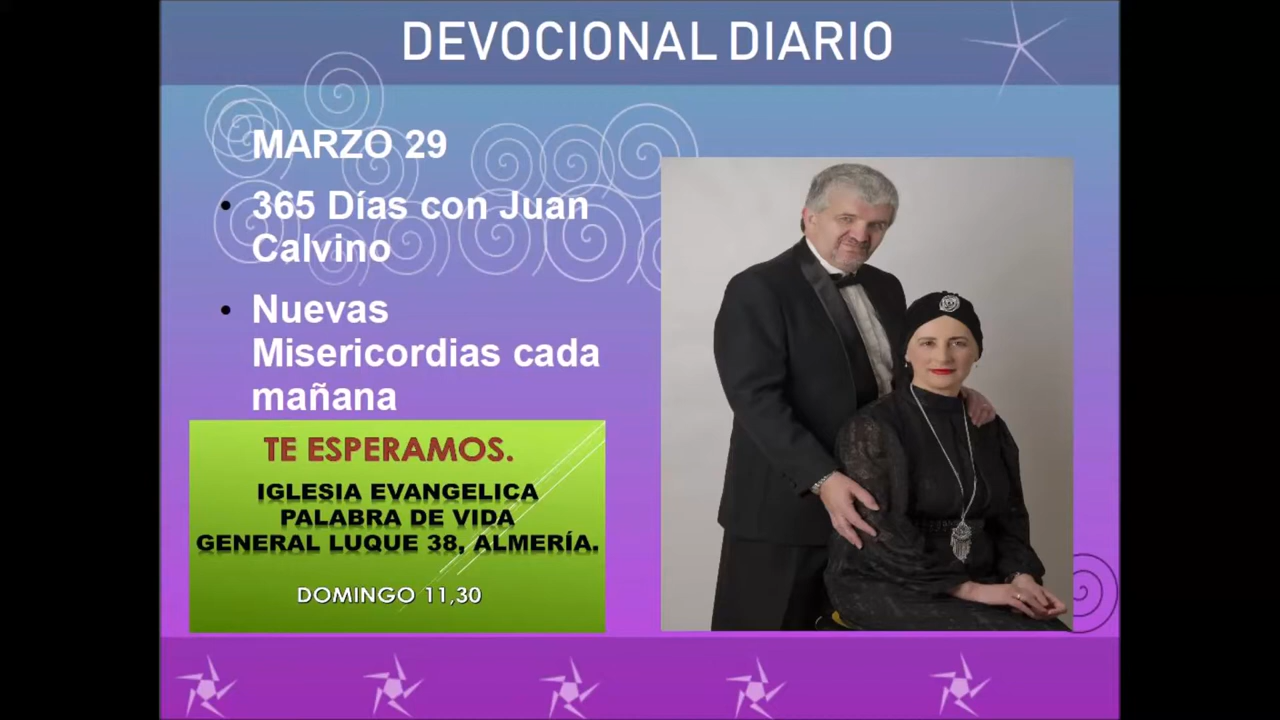 DEVOCIONAL DIARIO
MARZO 29
• 365 Días con Juan
Calvino
• Nuevas
Misericordias cada
mañana
TE ESPERAMOS.
IGLESIA EVANGELICA
PALABRA DE VIDA
GENERAL LUQUE 38, ALMERÍA.
DOMINGO 11,30